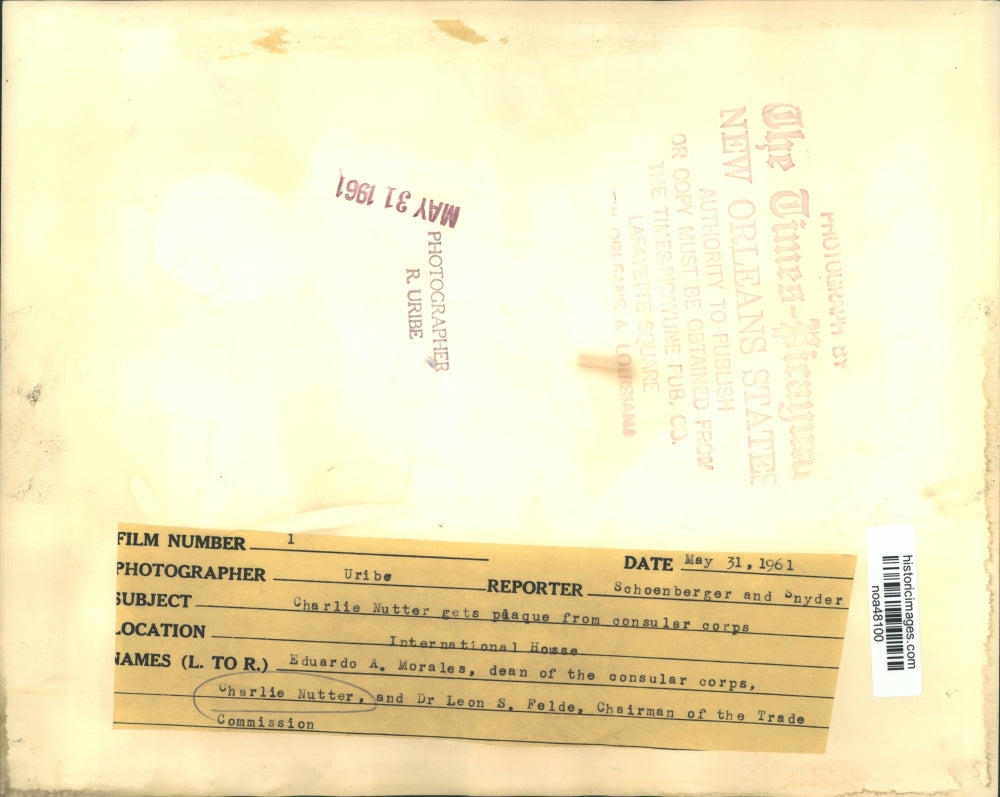 PHOTOGRAPH BY
The Times-Picayune
NEW ORLEANS STATES
AUTHORITY TO PUBLISH
OR COPY MUST BE OBTAINED FROM
THE TIMES-PICAYUNE PUB. CO.
LAFAYETTE SQUARE
ORLEANS & LOUISIANA
MAY 31 1961
PHOTOGRAPHER
R. URIBE
FILM NUMBER 1
DATE May 31, 1961
PHOTOGRAPHER Uribe
REPORTER Schoenberger and Snyder
SUBJECT Charlie Nutter gets plaque from consular corps
LOCATION International House
NAMES (L. TO R.) Eduardo A. Morales, dean of the consular corps,
Charlie Nutter, and Dr Leon S. Felde, Chairman of the Trade
Commission
historicimages.com
noa48100